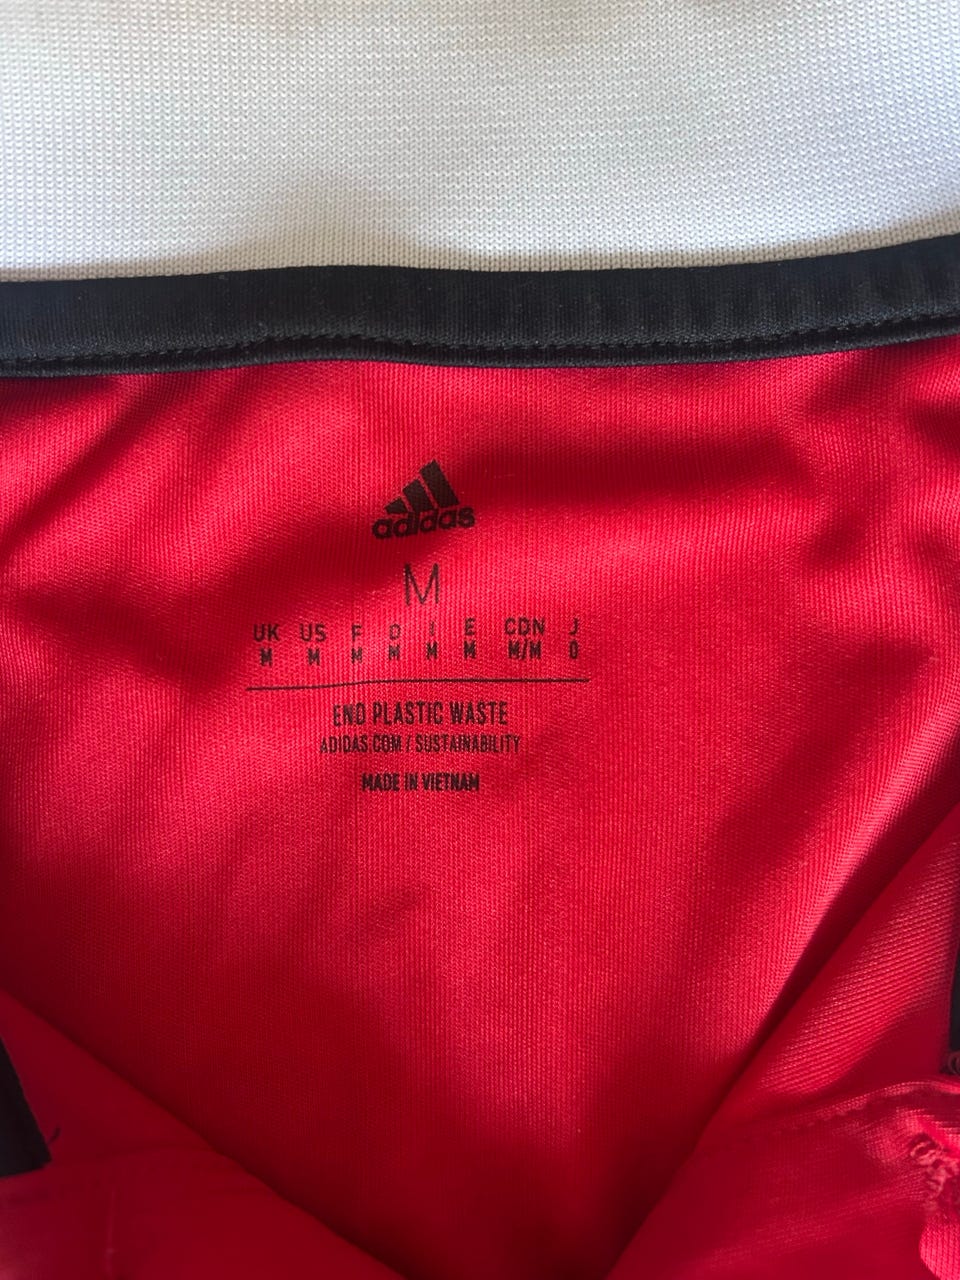 adidas
M
UK US F D I E CDN J
M M M M M M M/M O
END PLASTIC WASTE
ADIDAS.COM / SUSTAINABILITY
MADE IN VIETNAM